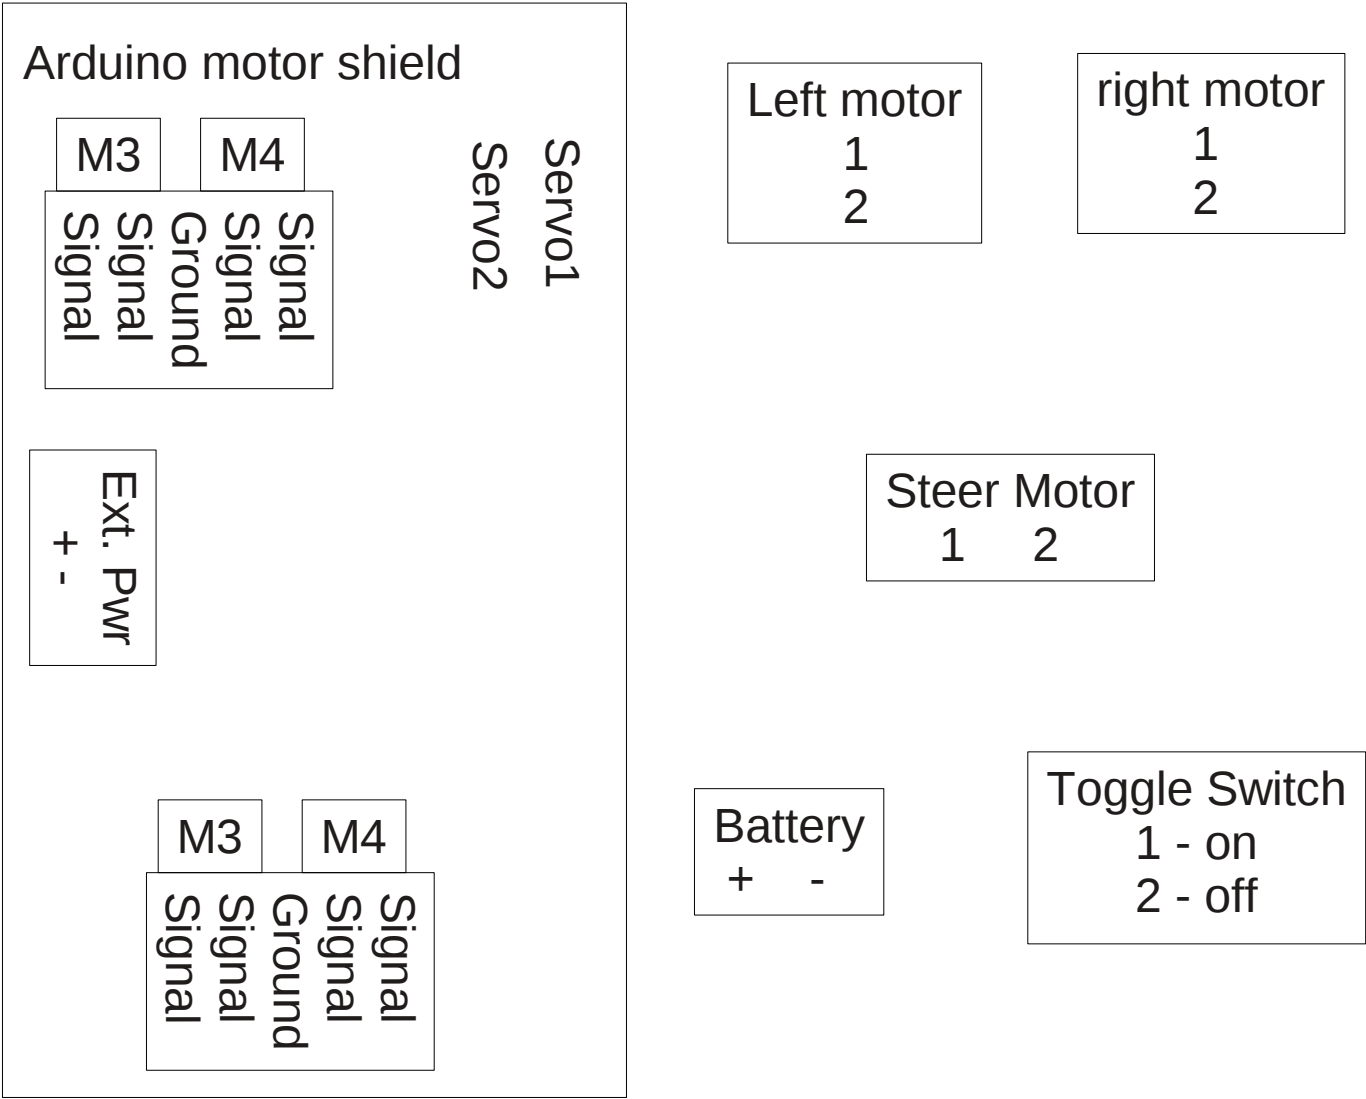 Arduino motor shield
M3
M4
Signal
Signal
Ground
Signal
Signal
Servo2
Servo1
Ext. Pwr
+ -
M3
M4
Signal
Signal
Ground
Signal
Signal
Left motor
1
2
right motor
1
2
Steer Motor
1 2
Battery
+ -
Toggle Switch
1 - on
2 - off